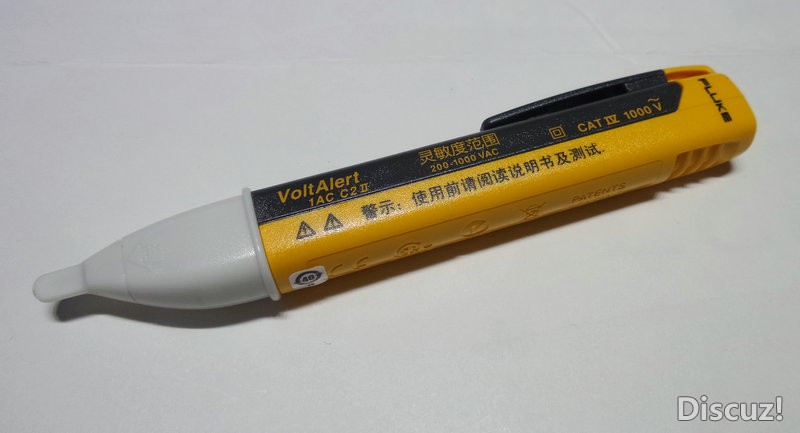 FLUKE
CAT IV 1000 V
灵敏度范围
200-1000 VAC
VoltAlert
1AC C2 II
警示: 使用前请阅读说明书及测试.
PATENTS
Discuz!